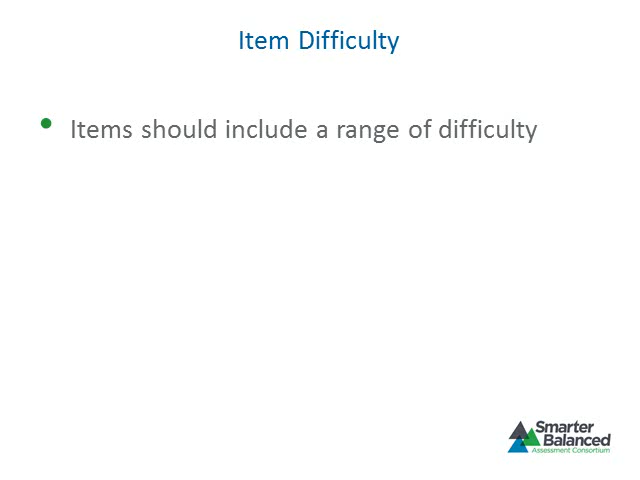 Item Difficulty
• Items should include a range of difficulty
Smarter
Balanced
Assessment Consortium